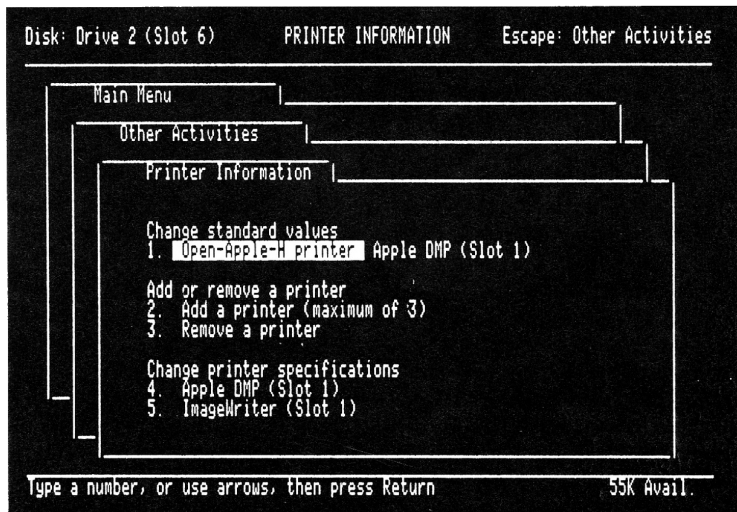 Disk: Drive 2 (Slot 6) PRINTER INFORMATION Escape: Other Activities
Main Menu
Other Activities
Printer Information
Change standard values
1. Open-Apple-H printer Apple DMP (Slot 1)
Add or remove a printer
2. Add a printer (maximum of 3)
3. Remove a printer
Change printer specifications
4. Apple DMP (Slot 1)
5. ImageWriter (Slot 1)
Type a number, or use arrows, then press Return 55K Avail.